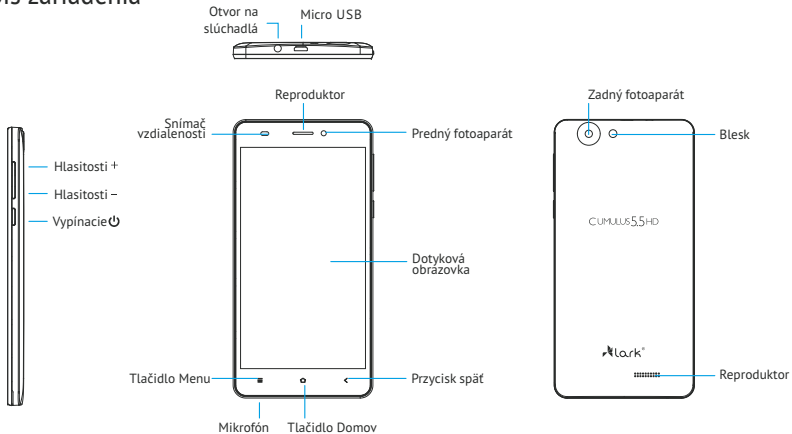 zariadenia
Otvor na
slúchadlá
Micro USB
Reproduktor
Snímač
vzdialenosti
Predný fotoaparát
Zadný fotoaparát
Blesk
Hlasitosti +
Hlasitosti –
Vypínacie
CUMULUS 5.5 HD
Dotyková
obrázovka
lark®
Tlačidlo Menu
Przycisk späť
Reproduktor
Mikrofón
Tlačidlo Domov